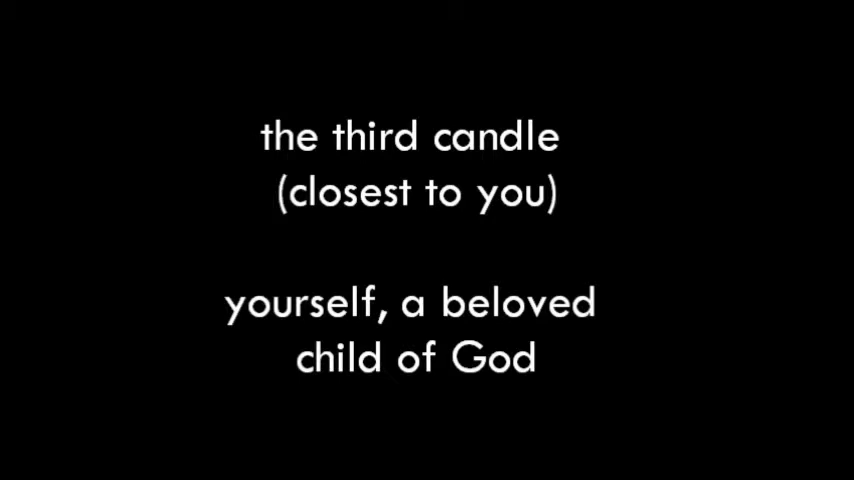 the third candle
(closest to you)
yourself, a beloved
child of God